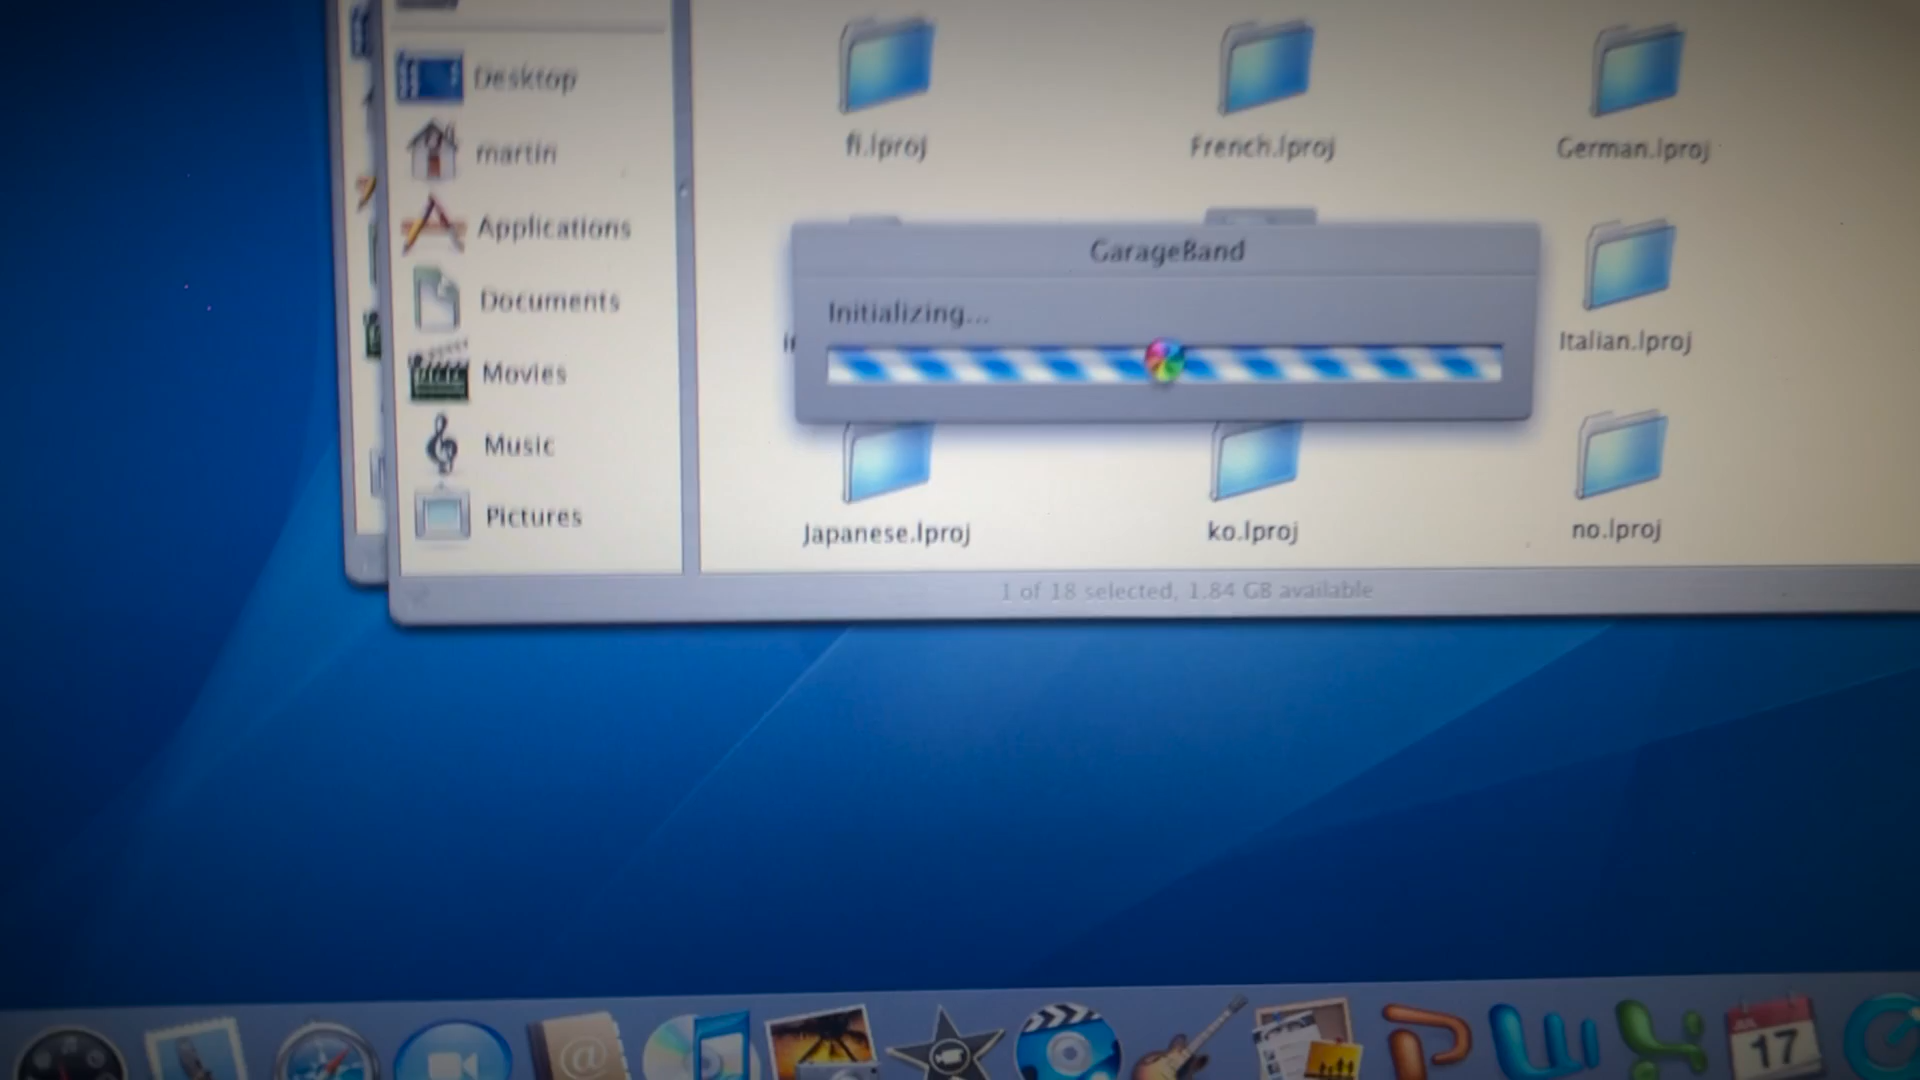 Desktop
martin
Applications
Documents
Movies
Music
Pictures
fi.lproj
French.lproj
German.lproj
GarageBand
Initializing...
Italian.lproj
Japanese.lproj
ko.lproj
no.lproj
1 of 18 selected, 1.84 GB available
@
JUL
17